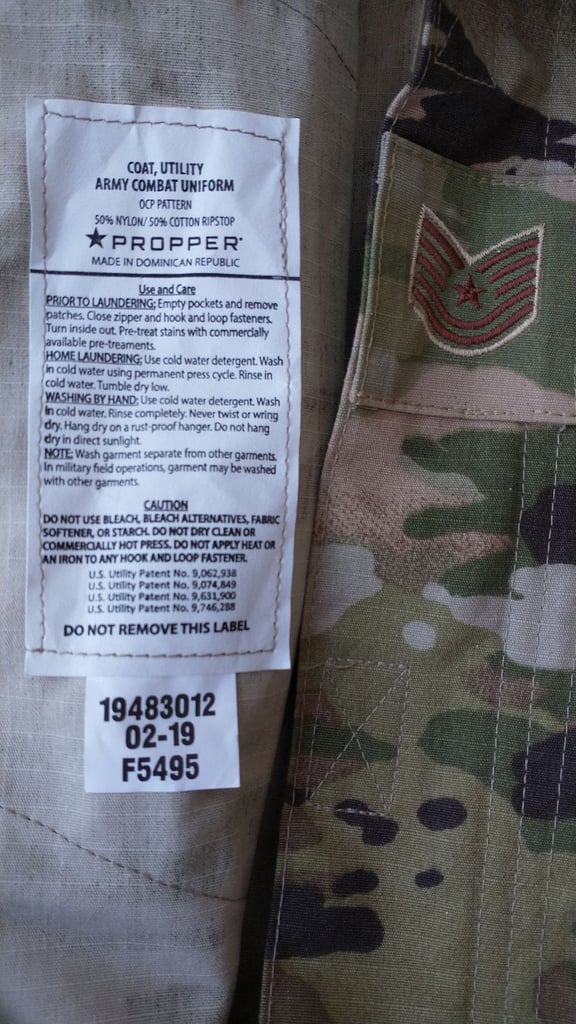 COAT, UTILITY
ARMY COMBAT UNIFORM
OCP PATTERN
50% NYLON/ 50% COTTON RIPSTOP
★PROPPER
MADE IN DOMINICAN REPUBLIC
Use and Care
PRIOR TO LAUNDERING: Empty pockets and remove
patches. Close zipper and hook and loop fasteners.
Turn inside out. Pre-treat stains with commercially
available pre-treaments.
HOME LAUNDERING: Use cold water detergent. Wash
in cold water using permanent press cycle. Rinse in
cold water. Tumble dry low.
WASHING BY HAND: Use cold water detergent. Wash
in cold water. Rinse completely. Never twist or wring
dry. Hang dry on a rust-proof hanger. Do not hang
dry in direct sunlight.
NOTE: Wash garment separate from other garments.
In military field operations, garment may be washed
with other garments.
CAUTION
DO NOT USE BLEACH, BLEACH ALTERNATIVES, FABRIC
SOFTENER, OR STARCH. DO NOT DRY CLEAN OR
COMMERCIALLY HOT PRESS. DO NOT APPLY HEAT OR
AN IRON TO ANY HOOK AND LOOP FASTENER.
U.S. Utility Patent No. 9,062,938
U.S. Utility Patent No. 9,074,849
U.S. Utility Patent No. 9,631,900
U.S. Utility Patent No. 9,746,288
DO NOT REMOVE THIS LABEL
19483012
02-19
F5495